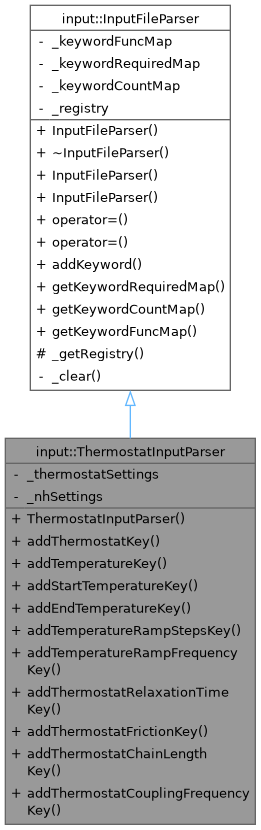 input::InputFileParser
- _keywordFuncMap
- _keywordRequiredMap
- _keywordCountMap
- _registry
+ InputFileParser()
+ ~InputFileParser()
+ InputFileParser()
+ InputFileParser()
+ operator=()
+ operator=()
+ addKeyword()
+ getKeywordRequiredMap()
+ getKeywordCountMap()
+ getKeywordFuncMap()
# _getRegistry()
- _clear()
input::ThermostatInputParser
- _thermostatSettings
- _nhSettings
+ ThermostatInputParser()
+ addThermostatKey()
+ addTemperatureKey()
+ addStartTemperatureKey()
+ addEndTemperatureKey()
+ addTemperatureRampStepsKey()
+ addTemperatureRampFrequency
Key()
+ addThermostatRelaxationTime
Key()
+ addThermostatFrictionKey()
+ addThermostatChainLength
Key()
+ addThermostatCouplingFrequency
Key()